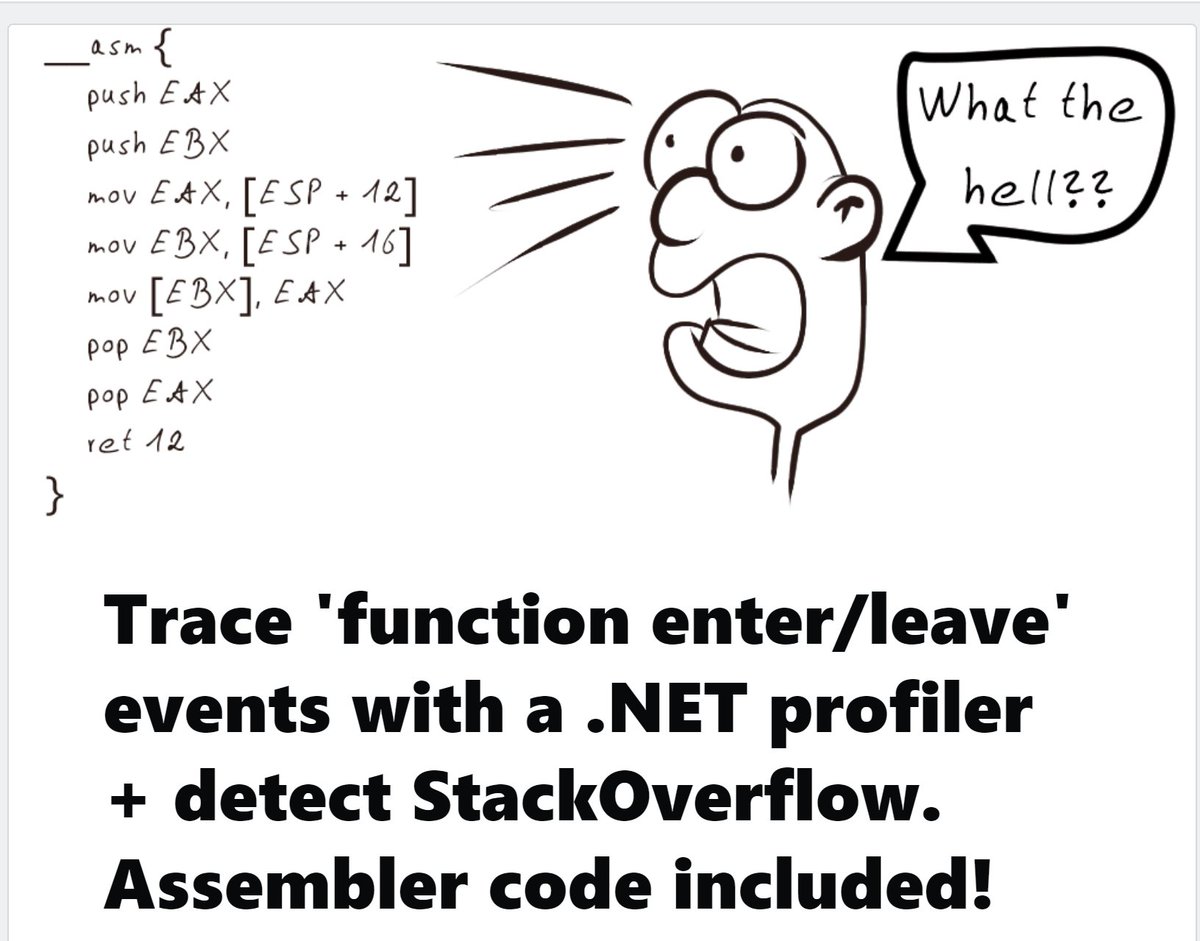 __asm {
push EAX
push EBX
mov EAX, [ESP + 12]
mov EBX, [ESP + 16]
mov [EBX], EAX
pop EBX
pop EAX
ret 12
}
What the
hell??
Trace 'function enter/leave'
events with a .NET profiler
+ detect StackOverflow.
Assembler code included!